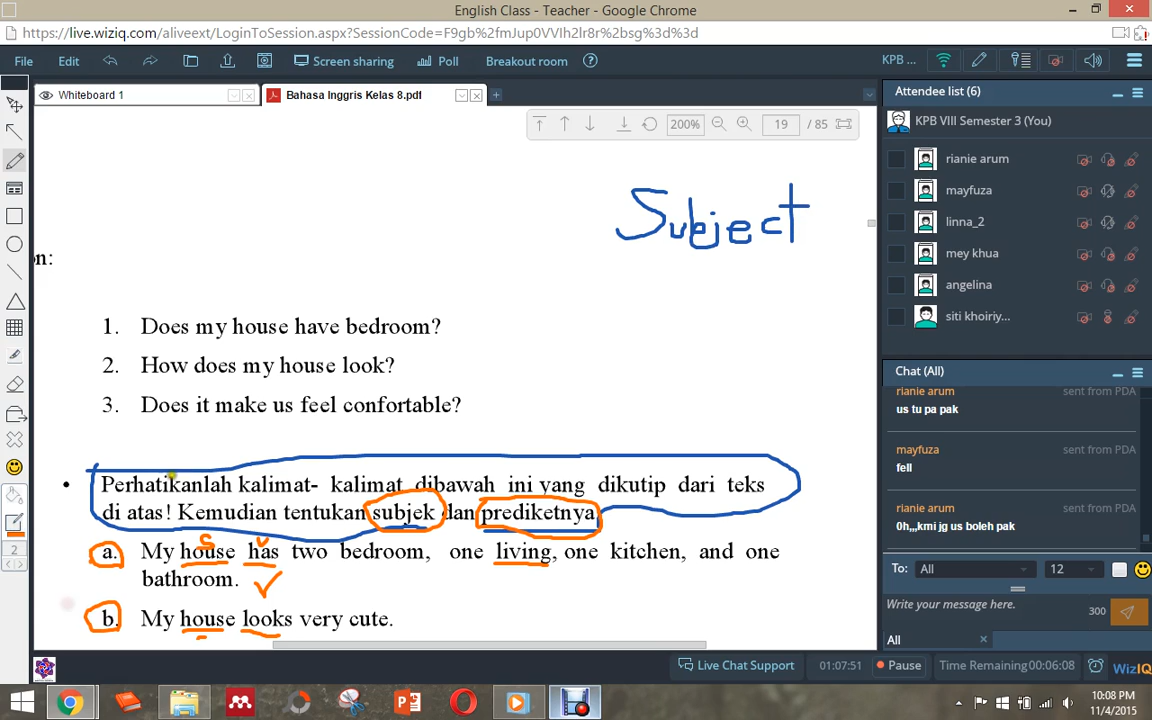 English Class - Teacher - Google Chrome
https://live.wiziq.com/aliveext/LoginToSession.aspx?SessionCode=F9gb%2fmJup0VVIh2lr8r%2bsg%3d%3d
File Edit Screen sharing Poll Breakout room ? KPB ...
Whiteboard 1 Bahasa Inggris Kelas 8.pdf
200% 19 / 85
Subject
on:
1. Does my house have bedroom?
2. How does my house look?
3. Does it make us feel confortable?
• Perhatikanlah kalimat- kalimat dibawah ini yang dikutip dari teks
di atas! Kemudian tentukan subjek dan prediketnya
S V
a. My house has two bedroom, one living, one kitchen, and one
bathroom.
b. My house looks very cute.
Attendee list (6)
KPB VIII Semester 3 (You)
rianie arum
mayfuza
linna_2
mey khua
angelina
siti khoiriy...
Chat (All)
rianie arum sent from PDA
us tu pa pak
mayfuza sent from PDA
fell
rianie arum sent from PDA
0h,,,kmi jg us boleh pak
To: All 12
Write your message here. 300
All
2
Live Chat Support 01:07:51 Pause Time Remaining 00:06:08 WizIQ
10:08 PM
11/4/2015